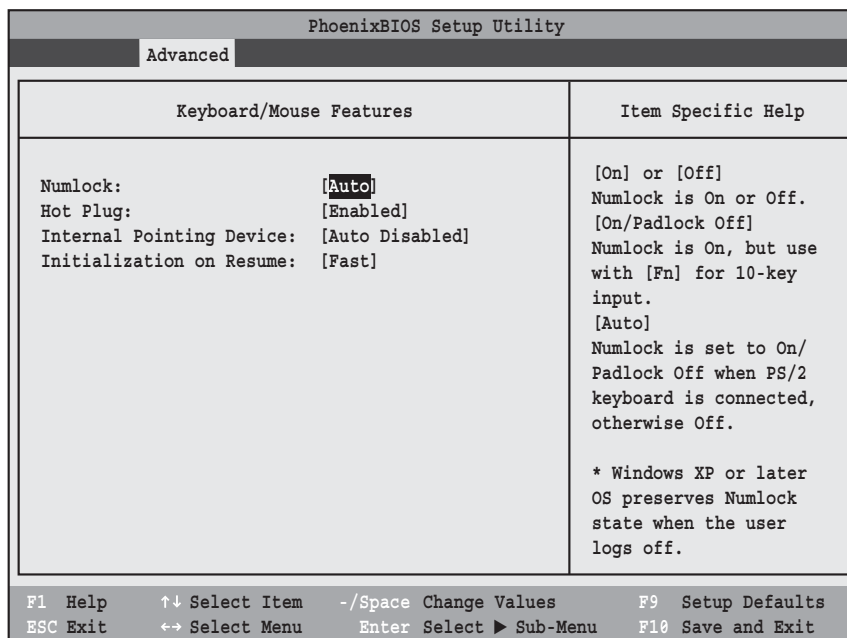 PhoenixBIOS Setup Utility
Advanced
Keyboard/Mouse Features
Item Specific Help
Numlock: [Auto]
Hot Plug: [Enabled]
Internal Pointing Device: [Auto Disabled]
Initialization on Resume: [Fast]
[On] or [Off]
Numlock is On or Off.
[On/Padlock Off]
Numlock is On, but use
with [Fn] for 10-key
input.
[Auto]
Numlock is set to On/
Padlock Off when PS/2
keyboard is connected,
otherwise Off.
* Windows XP or later
OS preserves Numlock
state when the user
logs off.
F1 Help ↑↓ Select Item -/Space Change Values F9 Setup Defaults
ESC Exit ←→ Select Menu Enter Select ▶ Sub-Menu F10 Save and Exit